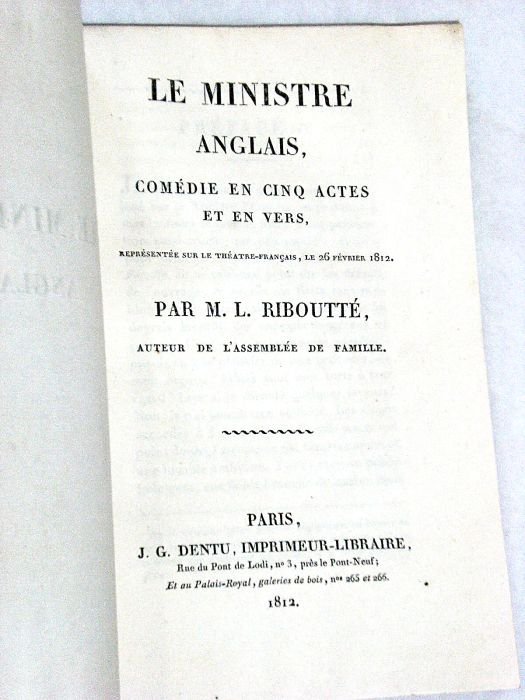 LE MINISTRE
ANGLAIS,
COMÉDIE EN CINQ ACTES
ET EN VERS,
REPRÉSENTÉE SUR LE THÉATRE-FRANÇAIS, LE 26 FÉVRIER 1812.
PAR M. L. RIBOUTTÉ,
AUTEUR DE L'ASSEMBLÉE DE FAMILLE.
PARIS,
J. G. DENTU, IMPRIMEUR-LIBRAIRE,
Rue du Pont de Lodi, nº 3, près le Pont-Neuf;
Et au Palais-Royal, galeries de bois, nos 265 et 266.
1812.